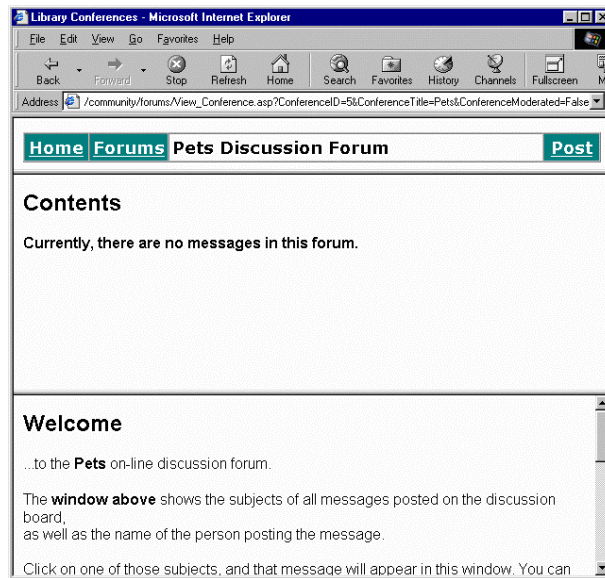 Library Conferences - Microsoft Internet Explorer
File Edit View Go Favorites Help
Back Forward Stop Refresh Home Search Favorites History Channels Fullscreen
Address /community/forums/View_Conference.asp?ConferenceID=5&ConferenceTitle=Pets&ConferenceModerated=False
Home Forums Pets Discussion Forum Post
Contents
Currently, there are no messages in this forum.
Welcome
...to the Pets on-line discussion forum.
The window above shows the subjects of all messages posted on the discussion
board,
as well as the name of the person posting the message.
Click on one of those subjects, and that message will appear in this window. You can